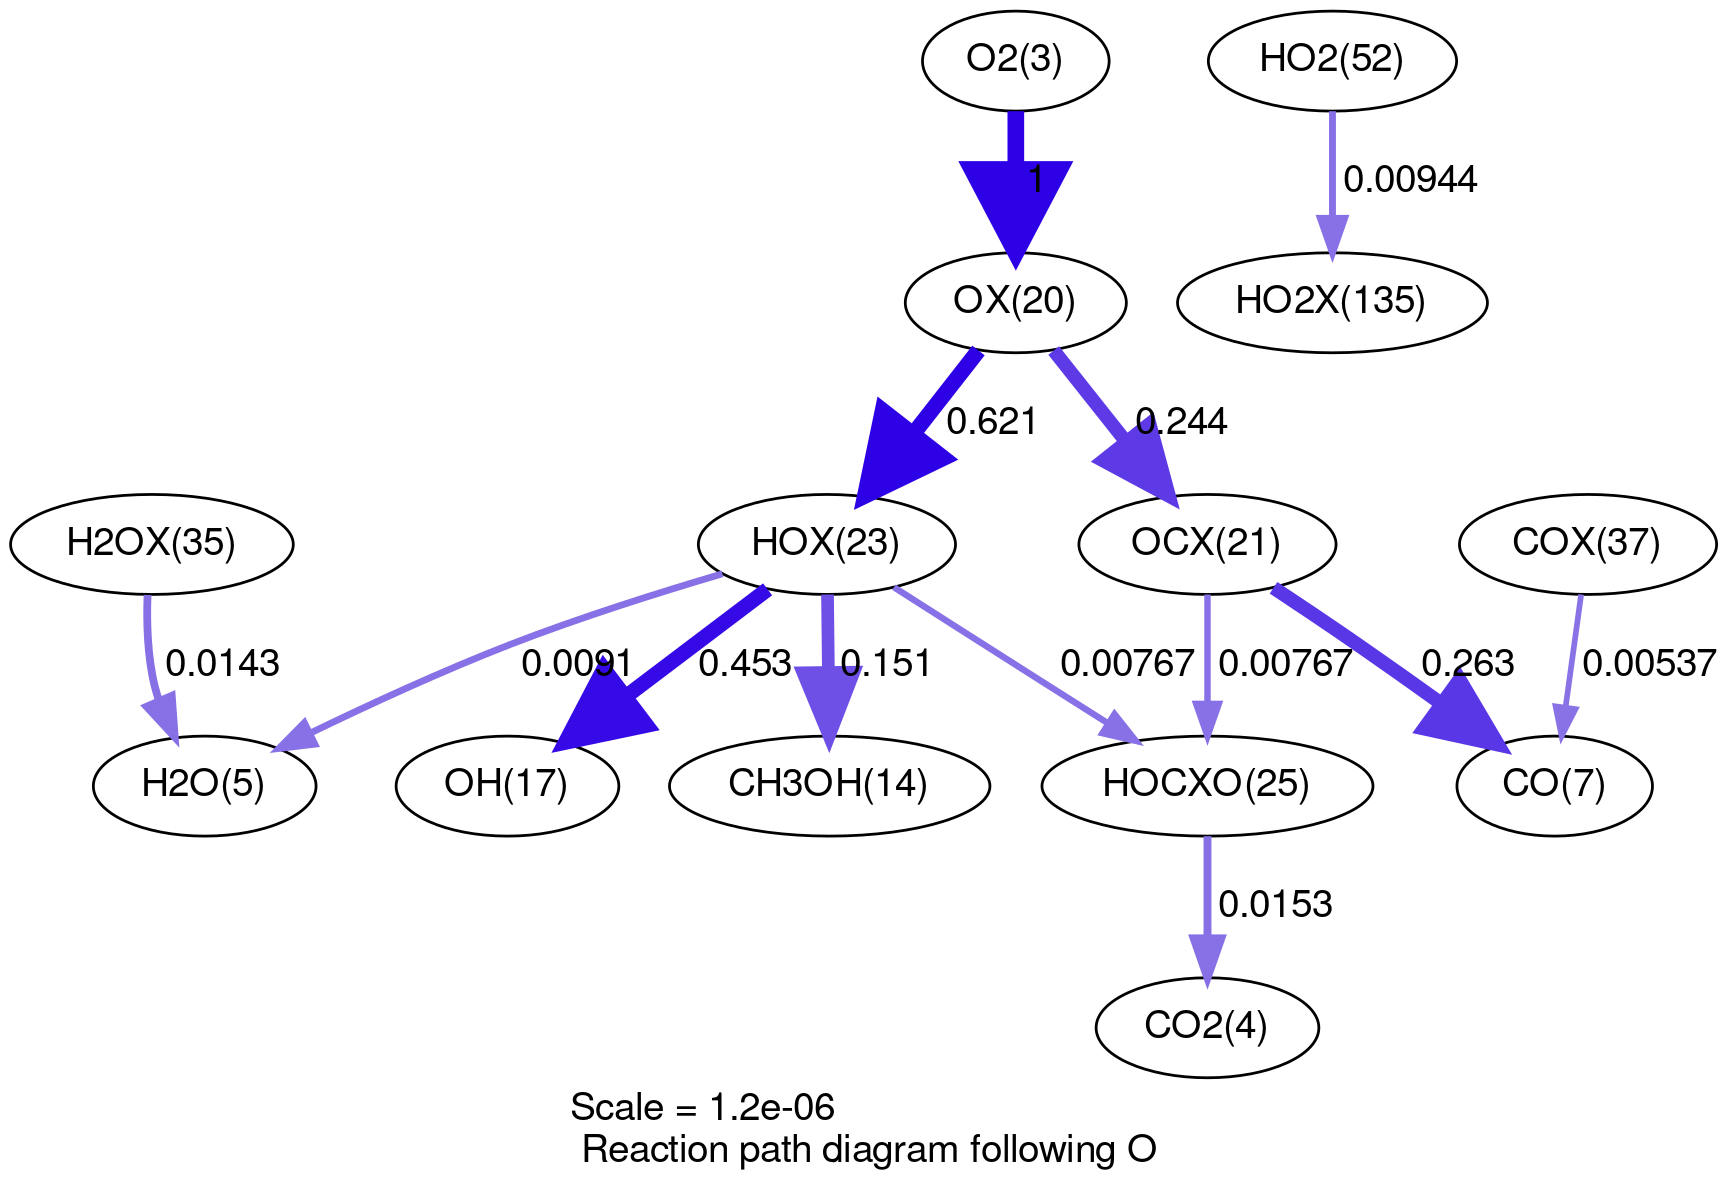 O2(3)
HO2(52)
1
0.00944
OX(20)
HO2X(135)
0.621
0.244
H2OX(35)
HOX(23)
OCX(21)
COX(37)
0.0143
0.0091
0.453
0.151
0.00767
0.00767
0.263
0.00537
H2O(5)
OH(17)
CH3OH(14)
HOCXO(25)
CO(7)
0.0153
CO2(4)
Scale = 1.2e-06
Reaction path diagram following O